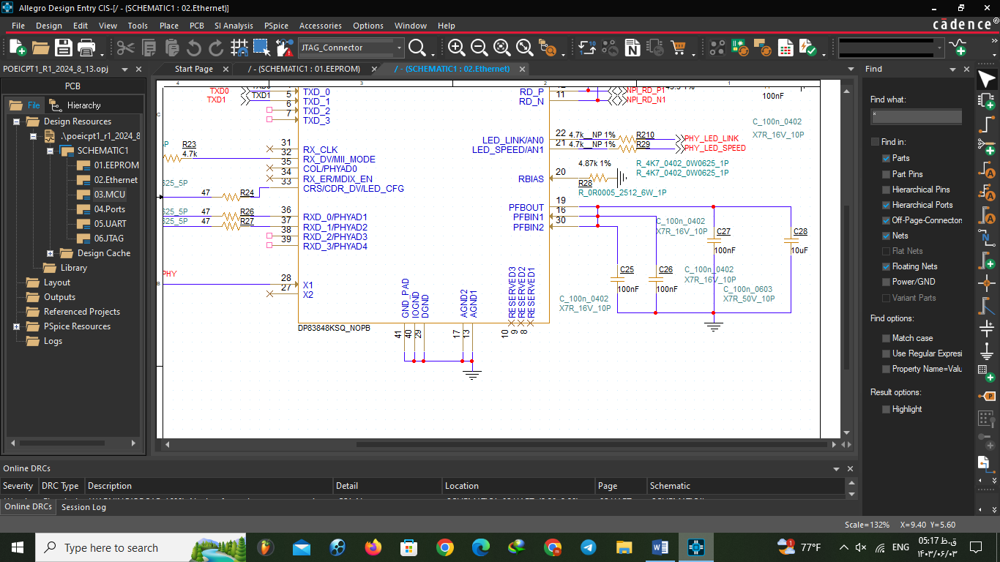 Allegro Design Entry CIS-[/ - (SCHEMATIC1 : 02.Ethernet)]
File Design Edit View Tools Place PCB SI Analysis PSpice Accessories Options Window Help
cādence®
JTAG_Connector
POEICPT1_R1_2024_8_13.opj
Start Page
/ - (SCHEMATIC1 : 01.EEPROM)
/ - (SCHEMATIC1 : 02.Ethernet)
Find
PCB
File
Hierarchy
Design Resources
.\poeicpt1_r1_2024_8
SCHEMATIC1
01.EEPROM
02.Ethernet
03.MCU
04.Ports
05.UART
06.JTAG
Design Cache
Library
Layout
Outputs
Referenced Projects
PSpice Resources
Logs
4
3
2
1
TXD0
TXD1
TXD1
5
6
7
TXD_0
TXD_1
TXD_2
TXD_3
RD_P
RD_N
11
NPI_RD_P1
NPI_RD_N1
100nF
C_100n_0402
X7R_16V_10P
R23
4.7k
31
32
35
34
33
RX_CLK
RX_DV/MII_MODE
COL/PHYAD0
RX_ER/MDIX_EN
CRS/CDR_DV/LED_CFG
LED_LINK/AN0
LED_SPEED/AN1
22
21
4.7k__NP 1%
4.7k__NP 1%
R210
R29
PHY_LED_LINK
PHY_LED_SPEED
4.87k 1%
R_4K7_0402_0W0625_1P
R_4K7_0402_0W0625_1P
RBIAS
20
R28
R_0R0005_2512_6W_1P
625_5P
47
R24
625_5P
47
R26
625_5P
47
R27
36
37
38
39
RXD_0/PHYAD1
RXD_1/PHYAD2
RXD_2/PHYAD3
RXD_3/PHYAD4
PFBOUT
PFBIN1
PFBIN2
19
16
30
C_100n_0402
X7R_16V_10P
C27
100nF
C28
10uF
C25
100nF
C26
100nF
C_100n_0402
X7R_16V_10P
C_100n_0603
X7R_50V_10P
C_100n_0402
X7R_16V_10P
PHY
28
27
X1
X2
GND_PAD
IOGND
DGND
AGND2
AGND1
RESERVED3
RESERVED2
RESERVED1
DP83848KSQ_NOPB
41
40
29
17
13
10
9
8
Find what:
*
Find in:
Parts
Part Pins
Hierarchical Pins
Hierarchical Ports
Off-Page-Connectors
Nets
Flat Nets
Floating Nets
Power/GND
Variant Parts
Find options:
Match case
Use Regular Expresi
Property Name=Valu
Result options:
Highlight
Online DRCs
Severity DRC Type Description Detail Location Page Schematic
Online DRCs
Session Log
Scale=132% X=9.40 Y=5.60
Type here to search
77°F
ENG
05:17 ق.ظ
۱۴۰۳/۰۶/۰۳